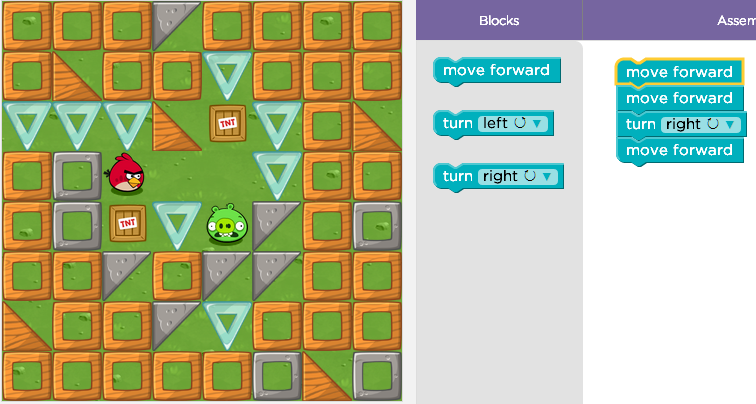 Blocks
Assem
move forward
turn left
turn right
move forward
move forward
turn right
move forward
TNT
TNT